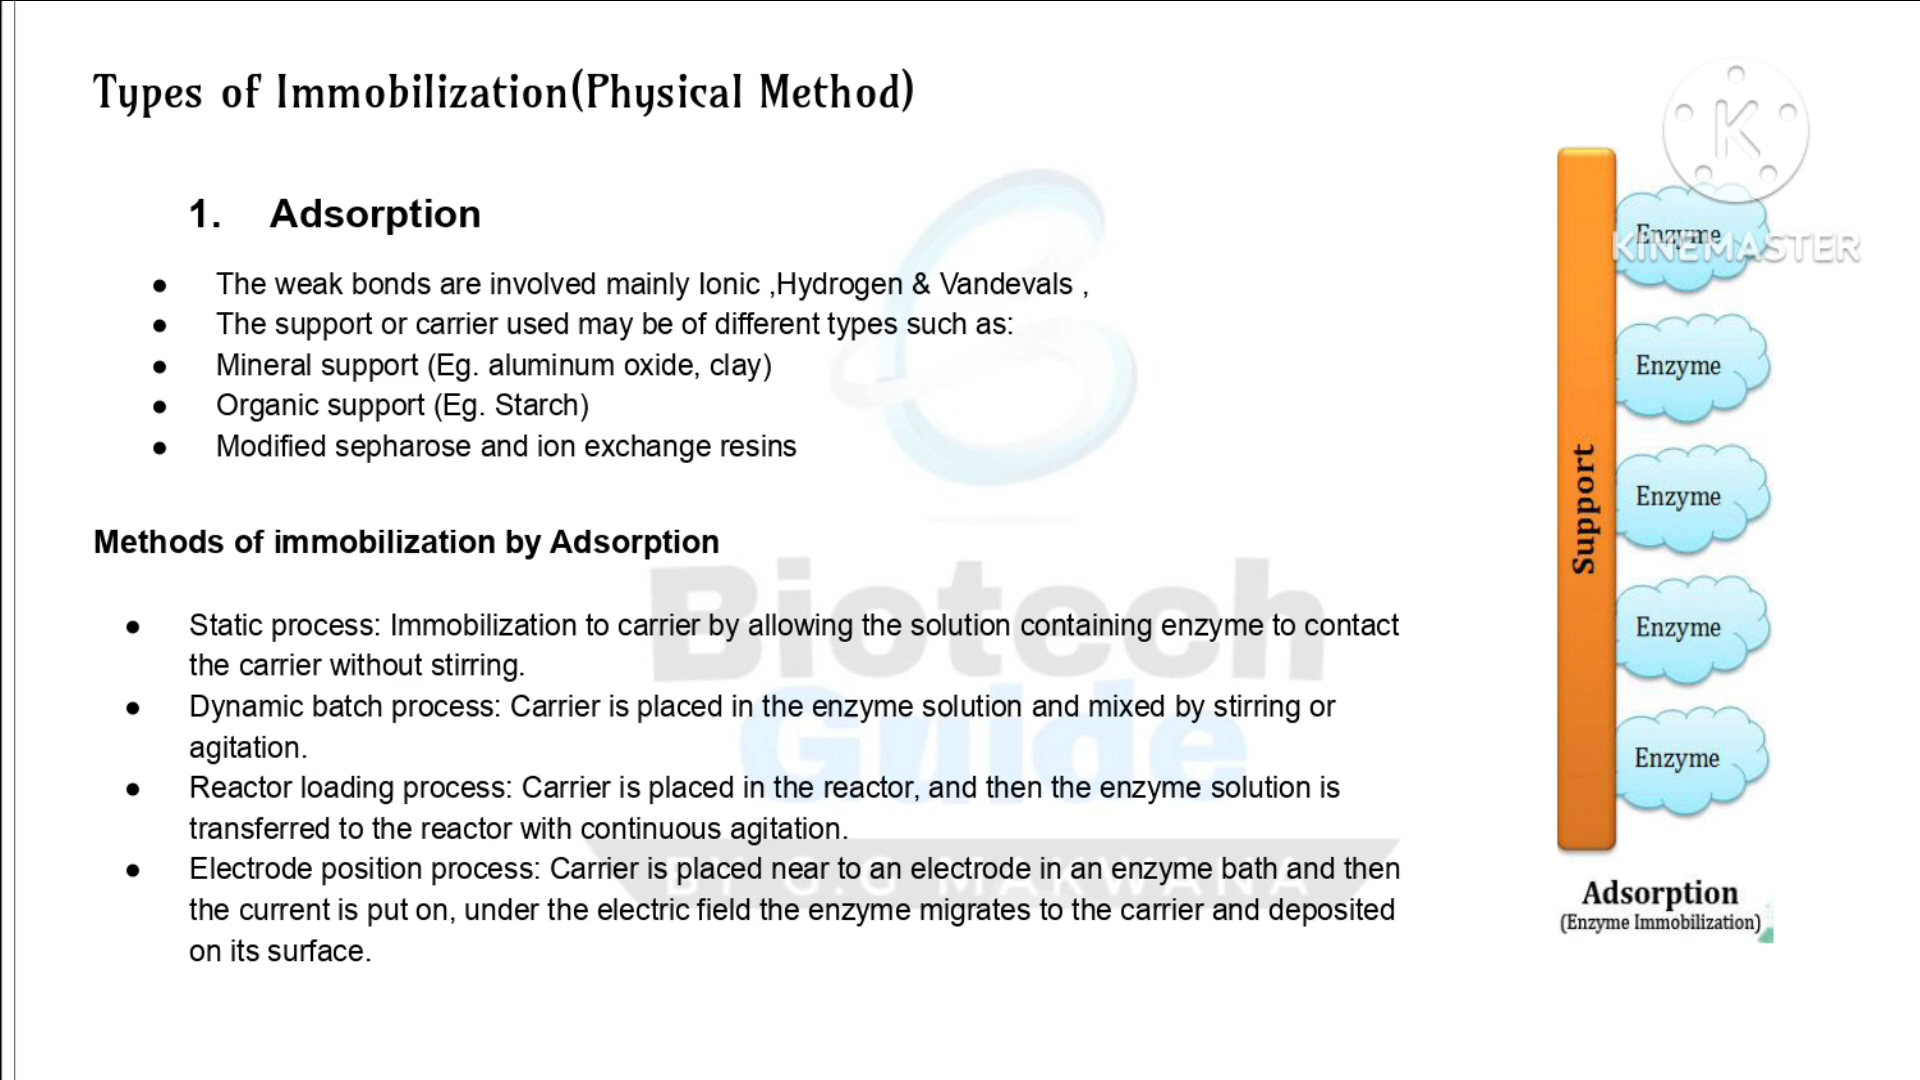 Types of Immobilization(Physical Method)
1. Adsorption
● The weak bonds are involved mainly Ionic ,Hydrogen & Vandevals ,
● The support or carrier used may be of different types such as:
● Mineral support (Eg. aluminum oxide, clay)
● Organic support (Eg. Starch)
● Modified sepharose and ion exchange resins
Methods of immobilization by Adsorption
● Static process: Immobilization to carrier by allowing the solution containing enzyme to contact
the carrier without stirring.
● Dynamic batch process: Carrier is placed in the enzyme solution and mixed by stirring or
agitation.
● Reactor loading process: Carrier is placed in the reactor, and then the enzyme solution is
transferred to the reactor with continuous agitation.
● Electrode position process: Carrier is placed near to an electrode in an enzyme bath and then
the current is put on, under the electric field the enzyme migrates to the carrier and deposited
on its surface.
Biotech
Guide
BY G.G MAKWANA
K
KINEMASTER
Support
Enzyme
Enzyme
Enzyme
Enzyme
Enzyme
Adsorption
(Enzyme Immobilization)